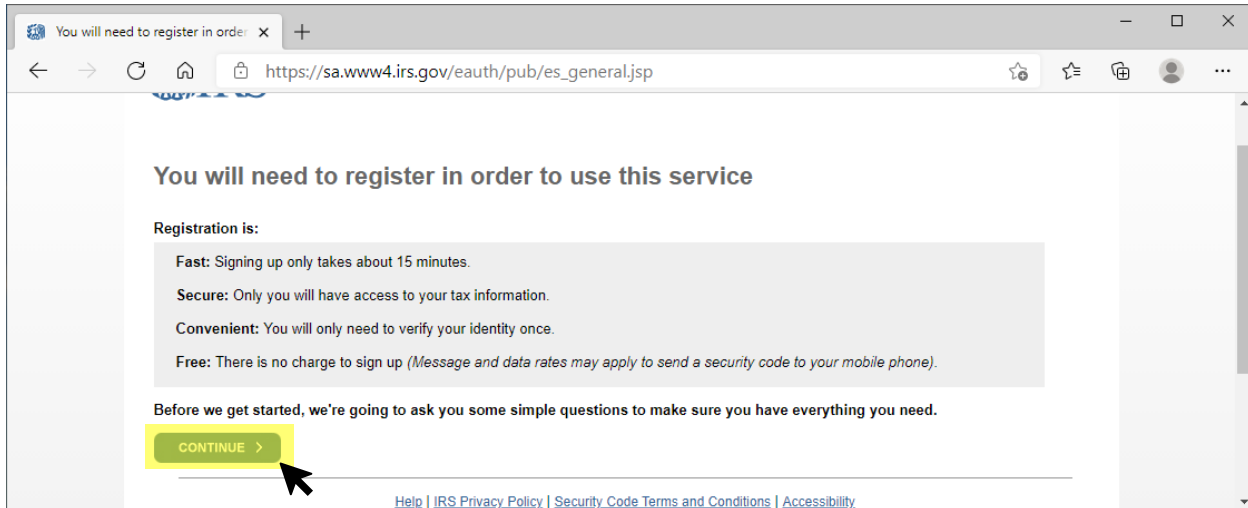 You will need to register in order
https://sa.www4.irs.gov/eauth/pub/es_general.jsp
You will need to register in order to use this service
Registration is:
Fast: Signing up only takes about 15 minutes.
Secure: Only you will have access to your tax information.
Convenient: You will only need to verify your identity once.
Free: There is no charge to sign up (Message and data rates may apply to send a security code to your mobile phone).
Before we get started, we're going to ask you some simple questions to make sure you have everything you need.
CONTINUE >
Help | IRS Privacy Policy | Security Code Terms and Conditions | Accessibility